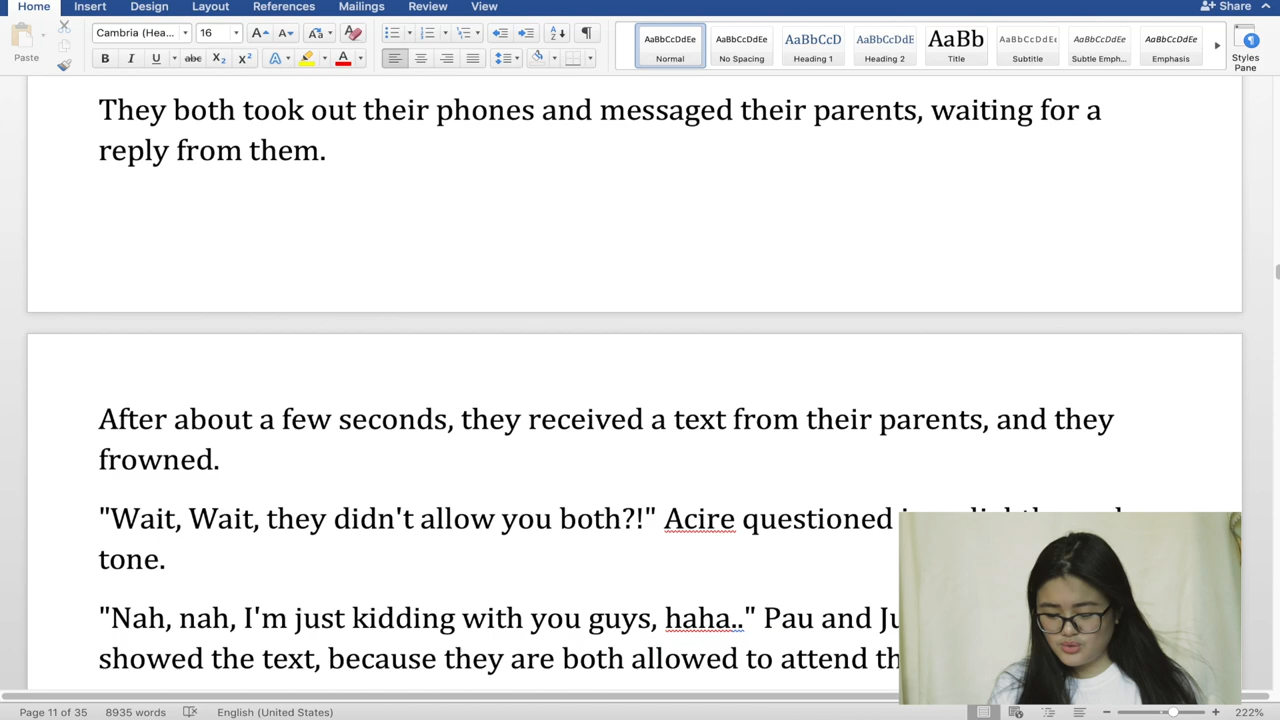 Home Insert Design Layout References Mailings Review View Share
Cambria (Hea... 16
AaBbCcDdEe AaBbCcDdEe AaBbCcD AaBbCcDdE AaBb AaBbCcDdEe AaBbCcDdEe AaBbCcDdEe
Paste Normal No Spacing Heading 1 Heading 2 Title Subtitle Subtle Emph... Emphasis Styles Pane
They both took out their phones and messaged their parents, waiting for a
reply from them.
After about a few seconds, they received a text from their parents, and they
frowned.
"Wait, Wait, they didn't allow you both?!" Acire questioned
tone.
"Nah, nah, I'm just kidding with you guys, haha.." Pau and
showed the text, because they are both allowed to attend
Page 11 of 35 8935 words English (United States) 222%